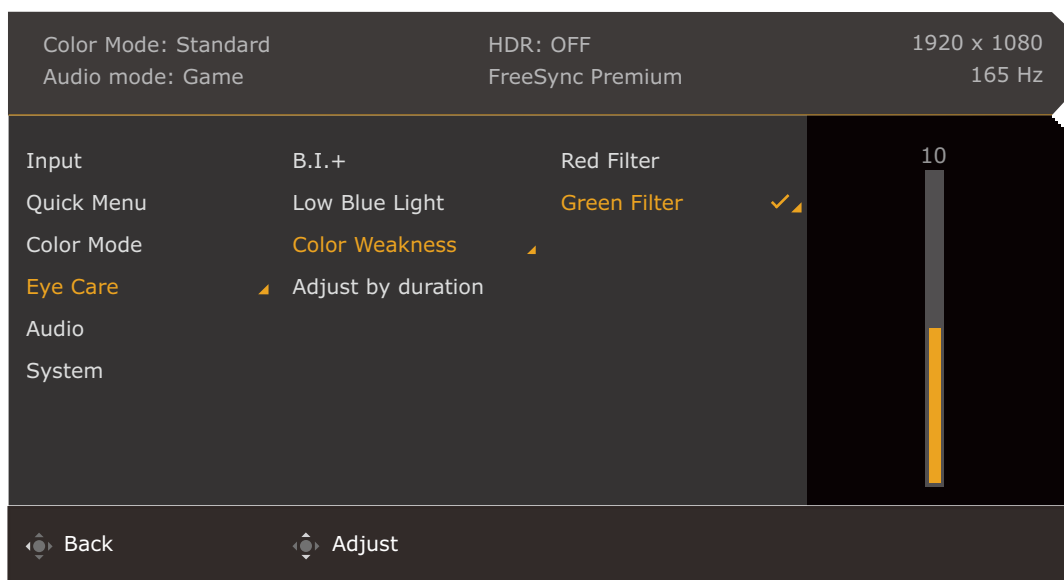 Color Mode: Standard
HDR: OFF
1920 x 1080
Audio mode: Game
FreeSync Premium
165 Hz
Input
B.I.+
Red Filter
10
Quick Menu
Low Blue Light
Green Filter
Color Mode
Color Weakness
Eye Care
Adjust by duration
Audio
System
Back
Adjust